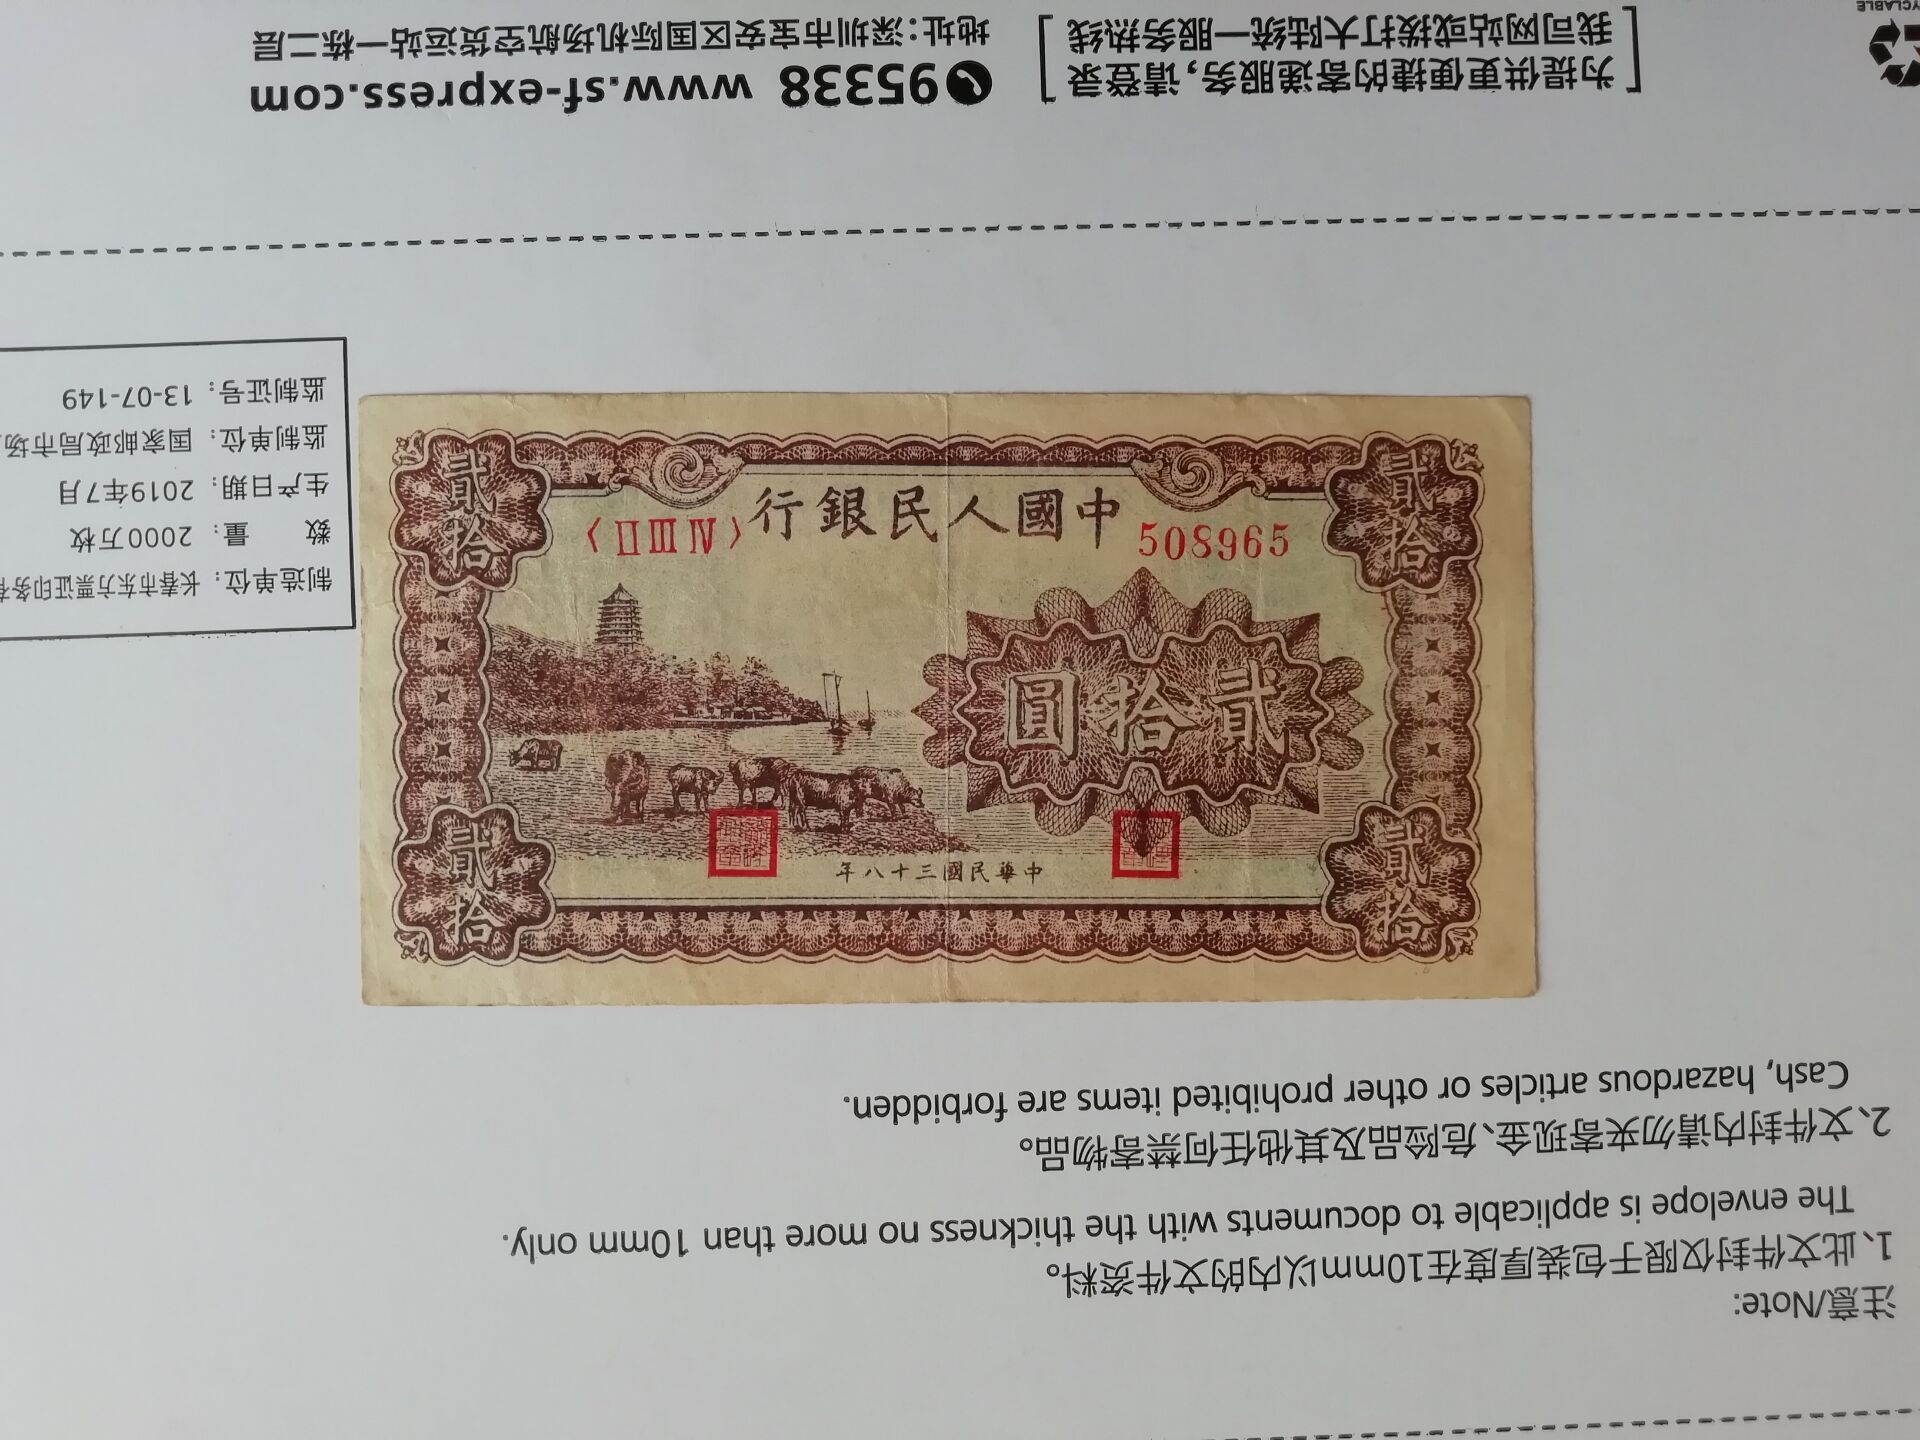 中國人民銀行
〈ⅡⅢⅣ〉
508965
貳拾
貳拾
貳拾圓
貳拾
貳拾
中華民國三十八年
注意/Note:
1、此文件封仅限于包装厚度在10mm以内的文件资料。
The envelope is applicable to documents with the thickness no more than 10mm only.
2、文件封内请勿夹寄现金、危险品及其他任何禁寄物品。
Cash, hazardous articles or other prohibited items are forbidden.
制造单位：长春市东方票证印务有
数 量：2000万枚
生产日期：2019年7月
监制单位：国家邮政局市场
监制证号：13-07-149
为提供更便捷的寄递服务,请登录
我司网站或拨打大陆统一服务热线
95338 www.sf-express.com
地址:深圳市宝安区国际机场航空货运站一栋二层
YCLABLE